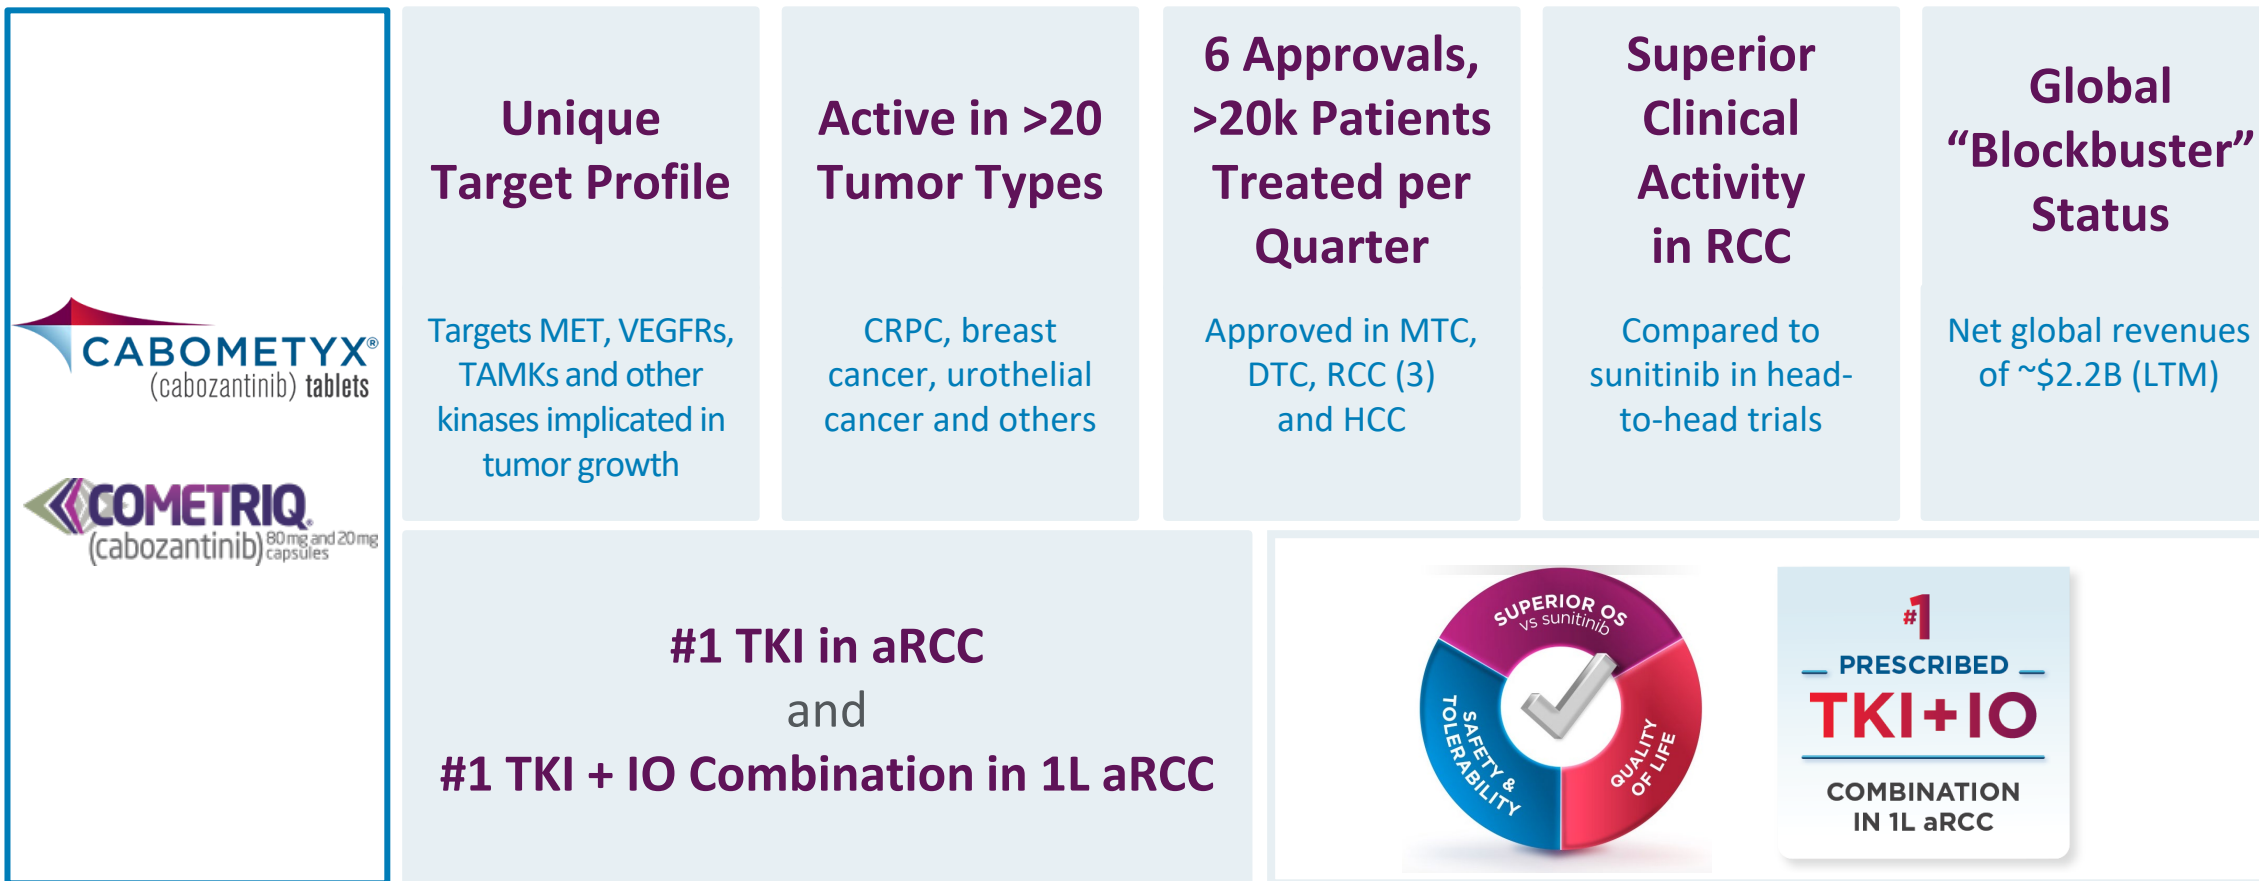 CABOMETYX®
(cabozantinib) tablets
COMETRIQ®
(cabozantinib) 80 mg and 20 mg
capsules
Unique
Target Profile
Targets MET, VEGFRs,
TAMKs and other
kinases implicated in
tumor growth
Active in >20
Tumor Types
CRPC, breast
cancer, urothelial
cancer and others
6 Approvals,
>20k Patients
Treated per
Quarter
Approved in MTC,
DTC, RCC (3)
and HCC
Superior
Clinical
Activity
in RCC
Compared to
sunitinib in head-
to-head trials
Global
“Blockbuster”
Status
Net global revenues
of ~$2.2B (LTM)
#1 TKI in aRCC
and
#1 TKI + IO Combination in 1L aRCC
SUPERIOR OS
vs sunitinib
SAFETY &
TOLERABILITY
QUALITY
OF LIFE
#1
PRESCRIBED
TKI+IO
COMBINATION
IN 1L aRCC